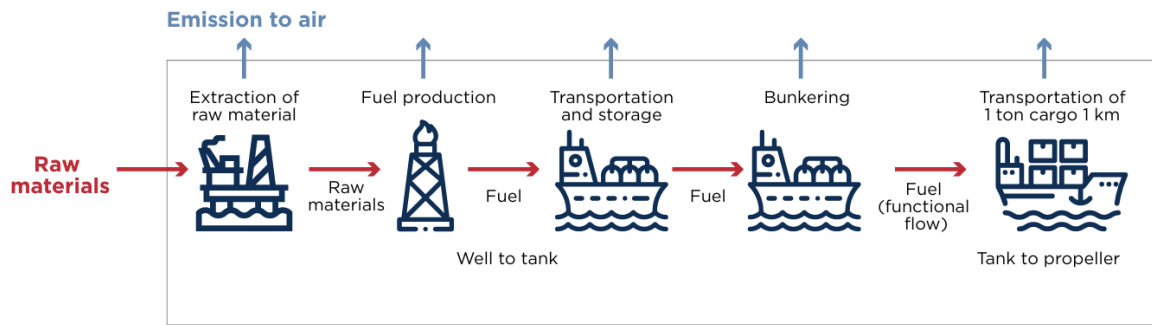 Emission to air
Extraction of
raw material
Fuel production
Transportation
and storage
Bunkering
Transportation of
1 ton cargo 1 km
Raw
materials
Raw
materials
Fuel
Fuel
Fuel
(functional
flow)
Well to tank
Tank to propeller